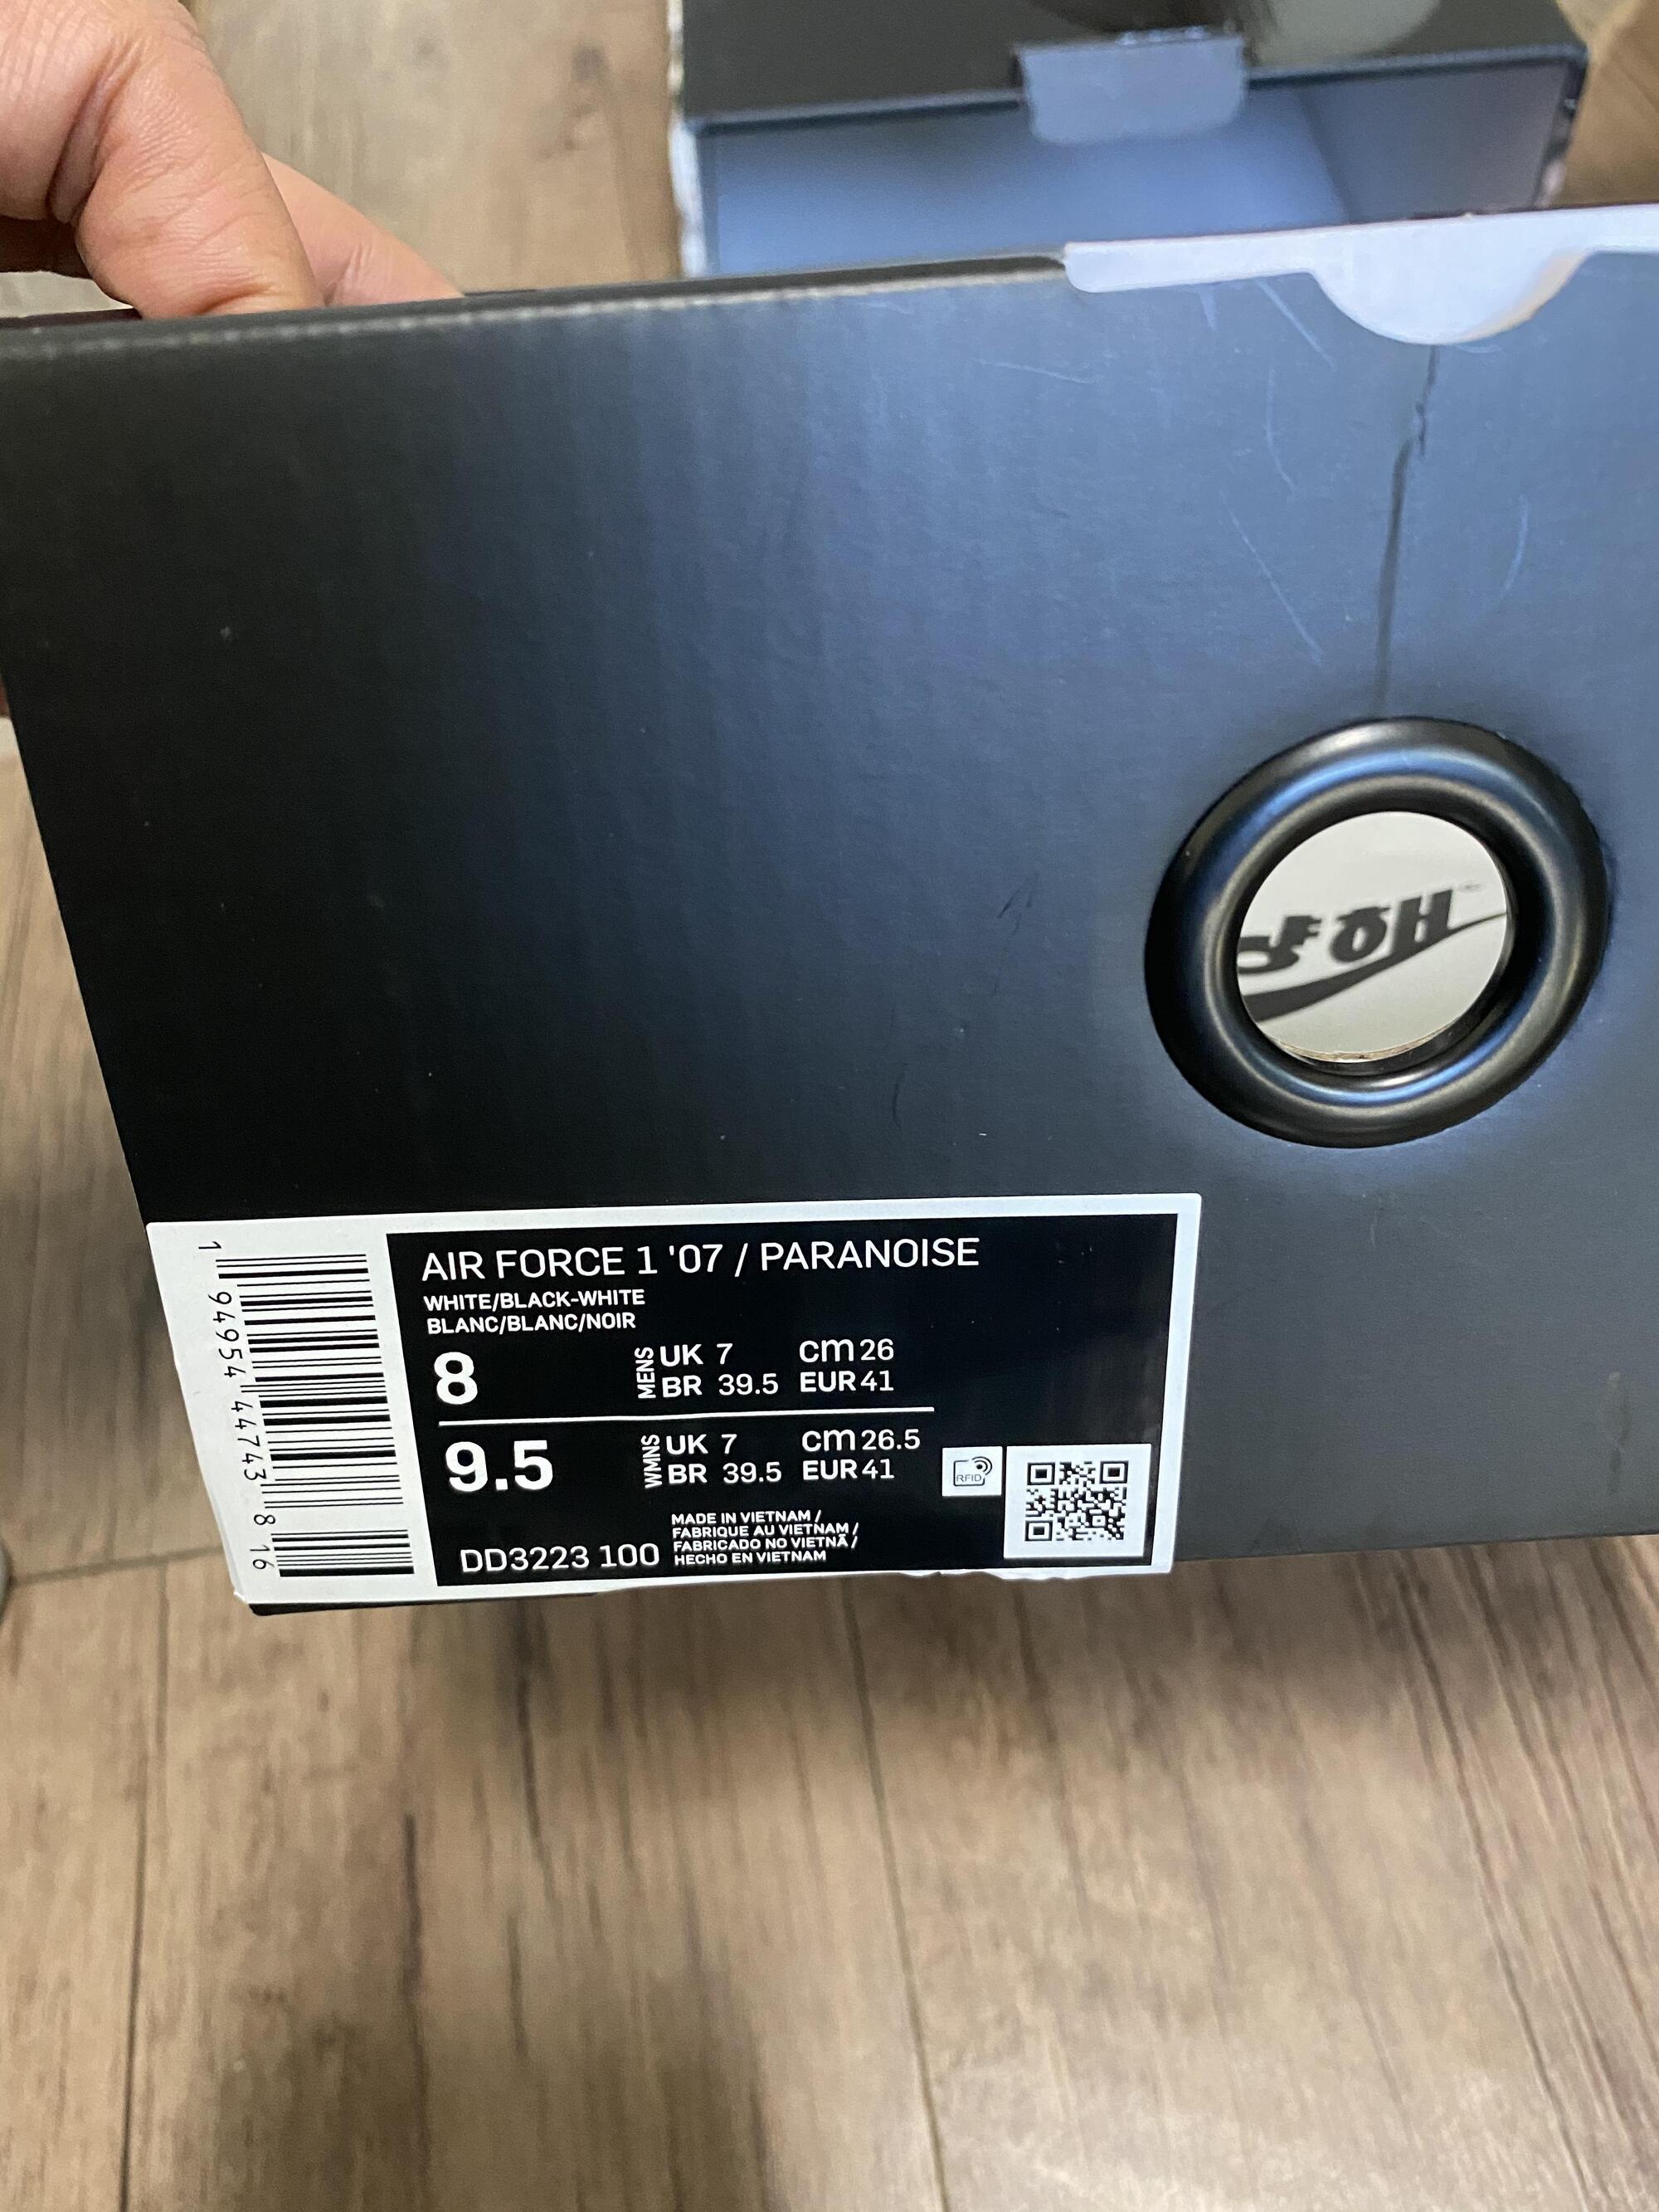 AIR FORCE 1 '07 / PARANOISE
WHITE/BLACK-WHITE
BLANC/BLANC/NOIR
8 MENS UK 7 cm 26
BR 39.5 EUR 41
9.5 WMNS UK 7 cm 26.5
BR 39.5 EUR 41
RFID
DD3223 100
MADE IN VIETNAM /
FABRIQUE AU VIETNAM /
FABRICADO NO VIETNÃ /
HECHO EN VIETNAM
1 94954 44743 8 16